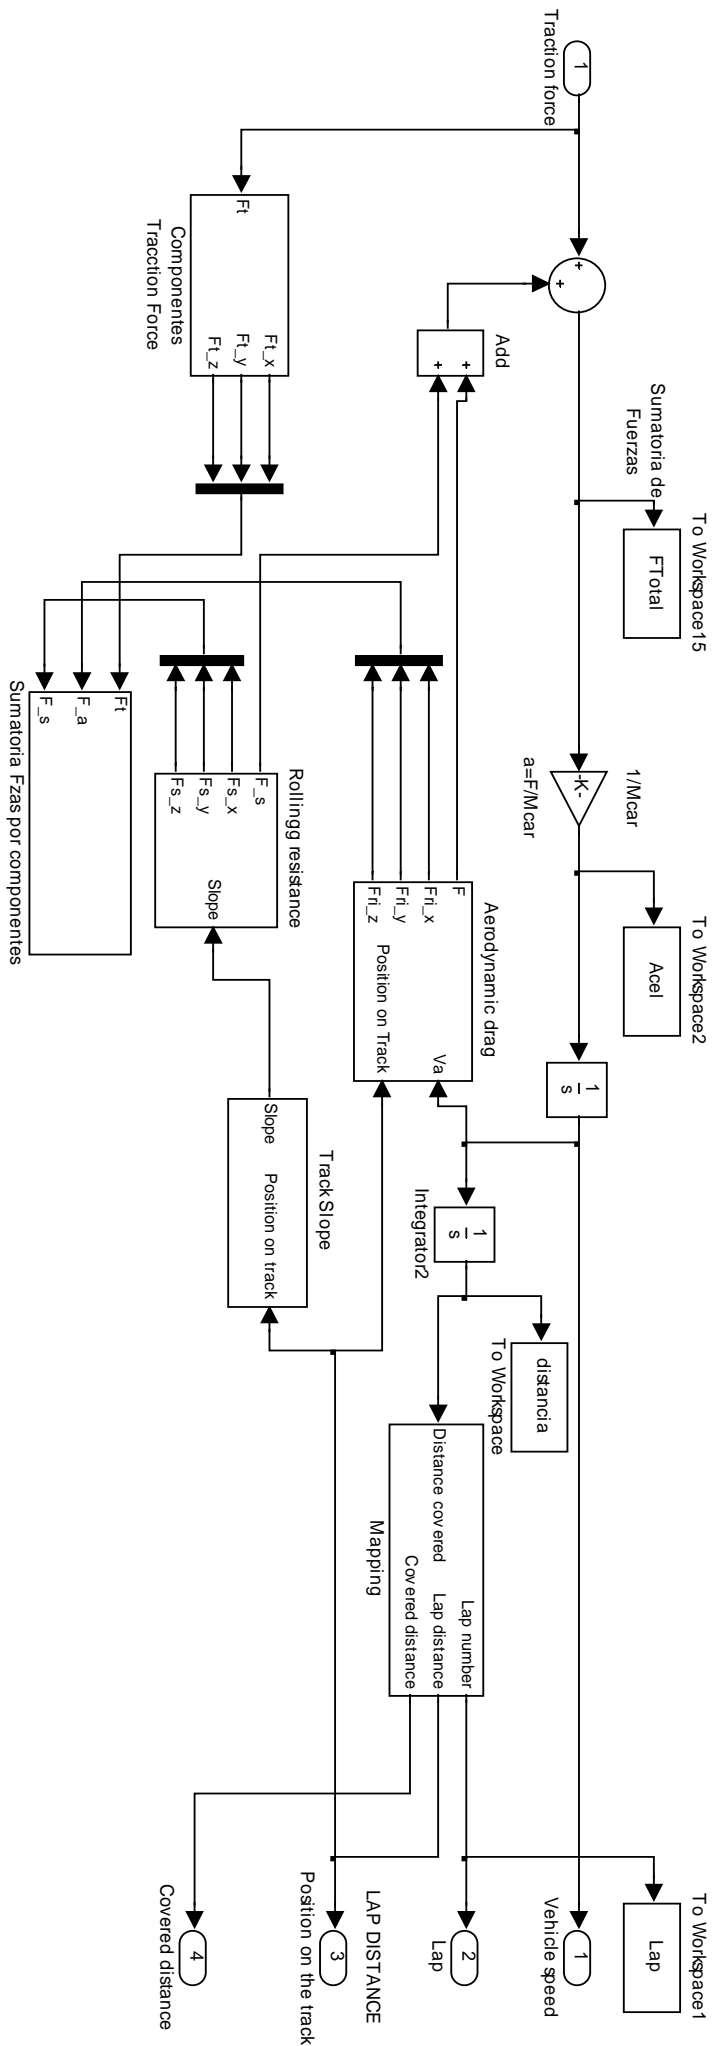 1
Traction force
Ft
Ft_x
Ft_y
Ft_z
Componentes
Tracction Force
+
+
Add
+
+
Sumatoria de
Fuerzas
To Workspace15
FTotal
1/Mcar
-K-
a=F/Mcar
To Workspace2
Acel
1
s
Ft
F_a
F_s
Sumatoria Fzas por componentes
Rollingg resistance
F_s
Fs_x
Fs_y
Fs_z
Slope
Aerodynamic drag
F
Fri_x
Fri_y
Fri_z
Va
Position on Track
Track Slope
Slope
Position on track
1
s
Integrator2
distancia
To Workspace
Distance covered
Lap number
Lap distance
Covered distance
Mapping
To Workspace1
Lap
1
Vehicle speed
2
Lap
LAP DISTANCE
3
Position on the track
4
Covered distance